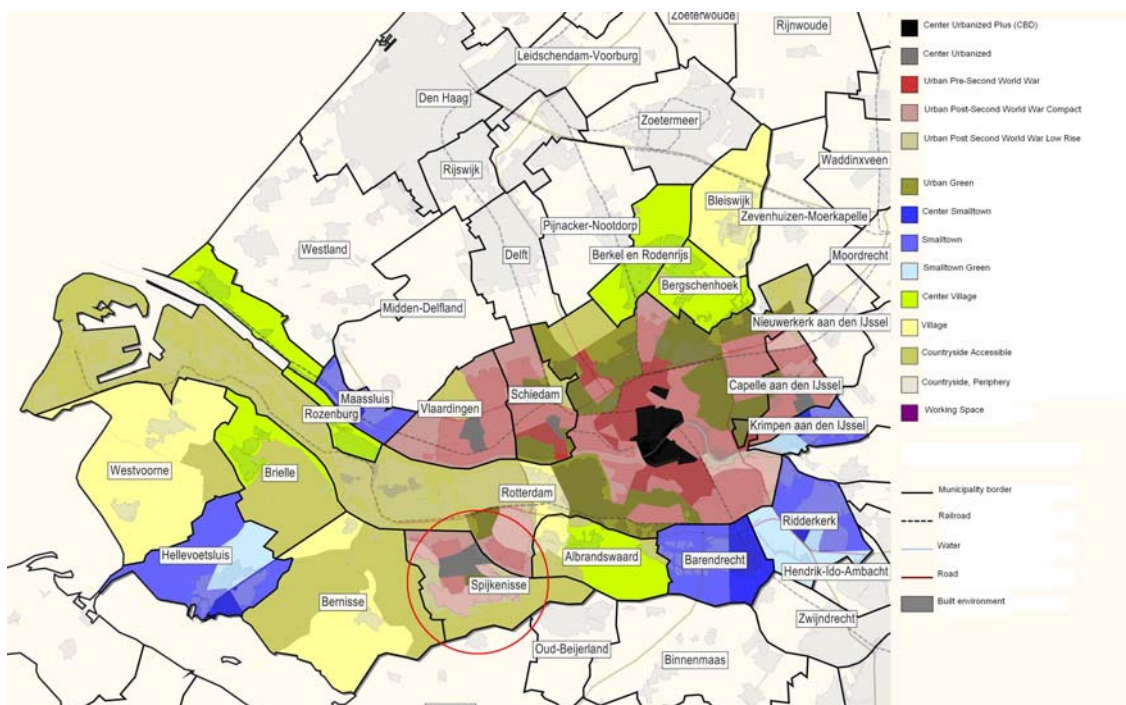 Zoeterwoude
Rijnwoude
Leidschendam-Voorburg
Den Haag
Zoetermeer
Waddinxveen
Rijswijk
Bleiswijk
Zevenhuizen-Moerkapelle
Pijnacker-Nootdorp
Westland
Delft
Berkel en Rodenrijs
Moordrecht
Bergschenhoek
Midden-Delfland
Nieuwerkerk aan den IJssel
Maassluis
Schiedam
Capelle aan den IJssel
Vlaardingen
Rozenburg
Krimpen aan den IJssel
Westvoorne
Brielle
Rotterdam
Ridderkerk
Hellevoetsluis
Albrandswaard
Barendrecht
Hendrik-Ido-Ambacht
Spijkenisse
Bernisse
Zwijndrecht
Oud-Beijerland
Binnenmaas
Center Urbanized Plus (CBD)
Center Urbanized
Urban Pre-Second World War
Urban Post-Second World War Compact
Urban Post Second World War Low Rise
Urban Green
Center Smalltown
Smalltown
Smalltown Green
Center Village
Village
Countryside Accessible
Countryside, Periphery
Working Space
Municipality border
Railroad
Water
Road
Built environment